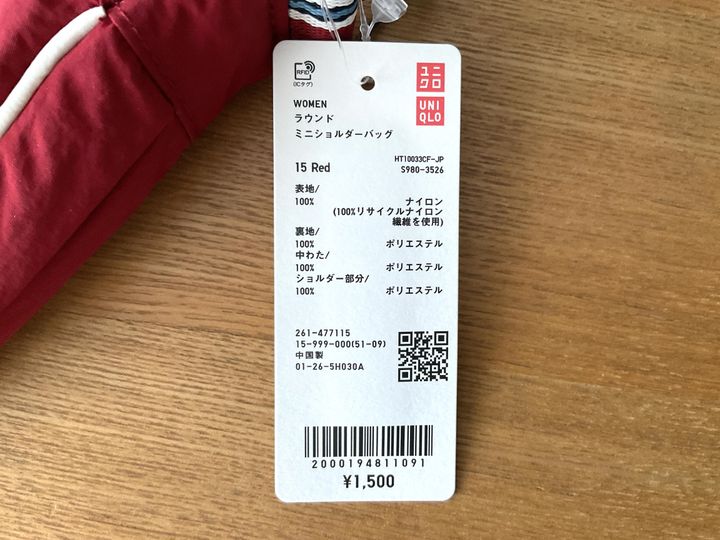 RFID
(ICタグ)
ユニ
クロ
UNI
QLO
WOMEN
ラウンド
ミニショルダーバッグ
HT10033CF-JP
15 Red
S980-3526
表地/
100% ナイロン
(100%リサイクルナイロン
繊維を使用)
裏地/
100% ポリエステル
中わた/
100% ポリエステル
ショルダー部分/
100% ポリエステル
261-477115
15-999-000(51-09)
中国製
01-26-5H030A
2000194811091
¥1,500